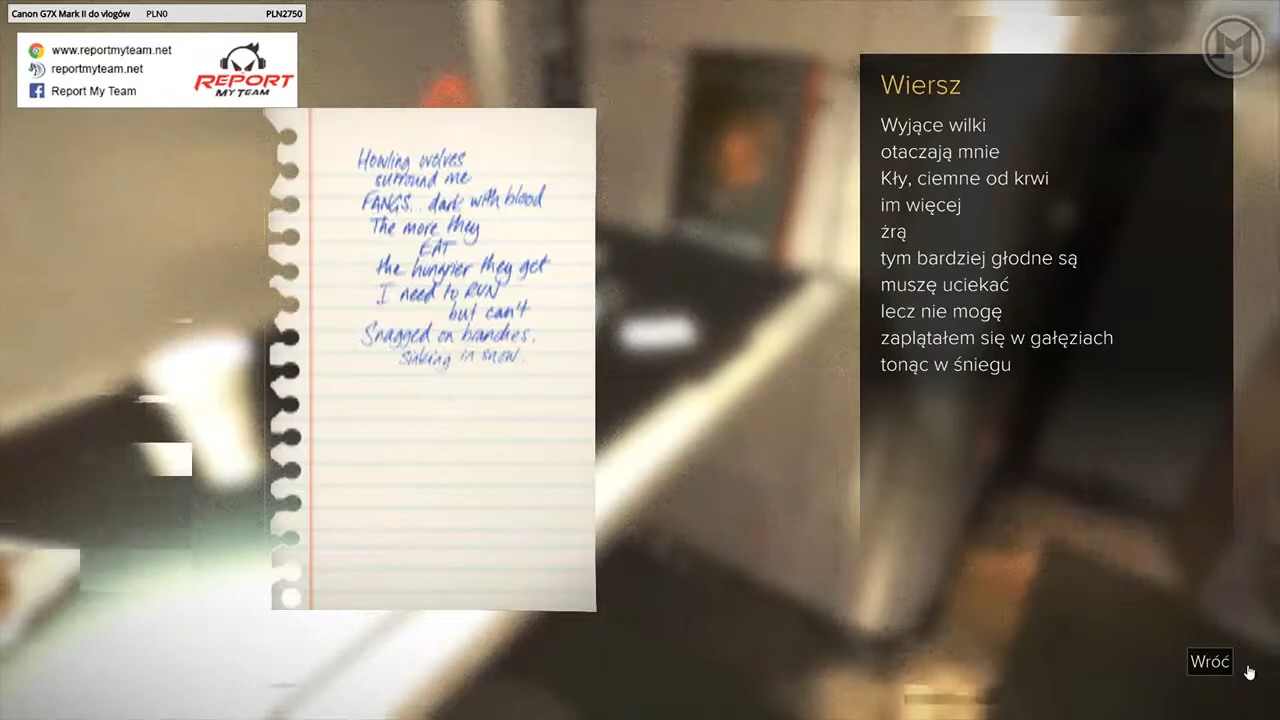 Canon G7X Mark II do vlogów PLN0 PLN2750
www.reportmyteam.net
reportmyteam.net
Report My Team
REPORT
MY TEAM
Howling wolves
surround me
FANGS... dark with blood
The more they
EAT
the hungrier they get
I need to RUN
but can't
Snagged on branches.
sinking in snow.
Wiersz
Wyjące wilki
otaczają mnie
Kły, ciemne od krwi
im więcej
żrą
tym bardziej głodne są
muszę uciekać
lecz nie mogę
zaplątałem się w gałęziach
tonąc w śniegu
Wróć